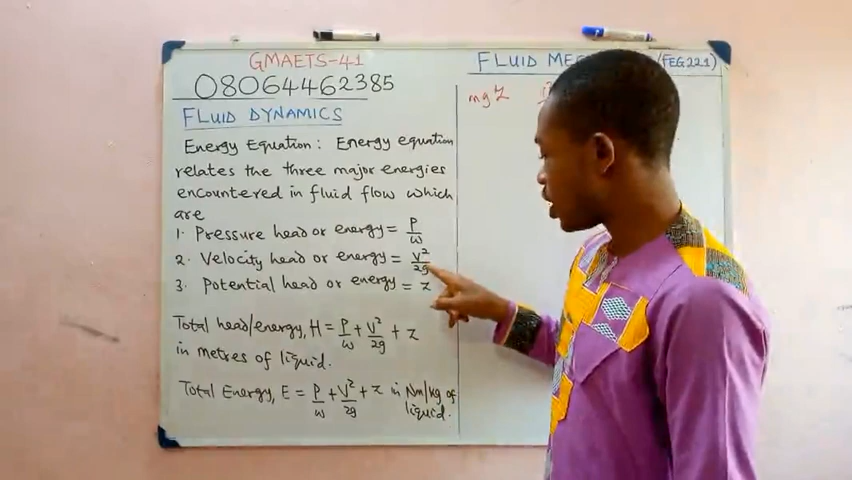 GMAETS-41
08064462385
FLUID DYNAMICS
Energy Equation: Energy equation
relates the three major energies
encountered in fluid flow which
are
1. Pressure head or energy = P/ω
2. Velocity head or energy = V²/2g
3. Potential head or energy = z
Total head/energy, H = P/ω + V²/2g + z
in metres of liquid.
Total Energy, E = P/ω + V²/2g + z in Nm/kg of
liquid.
FLUID (FEG221)
mgZ